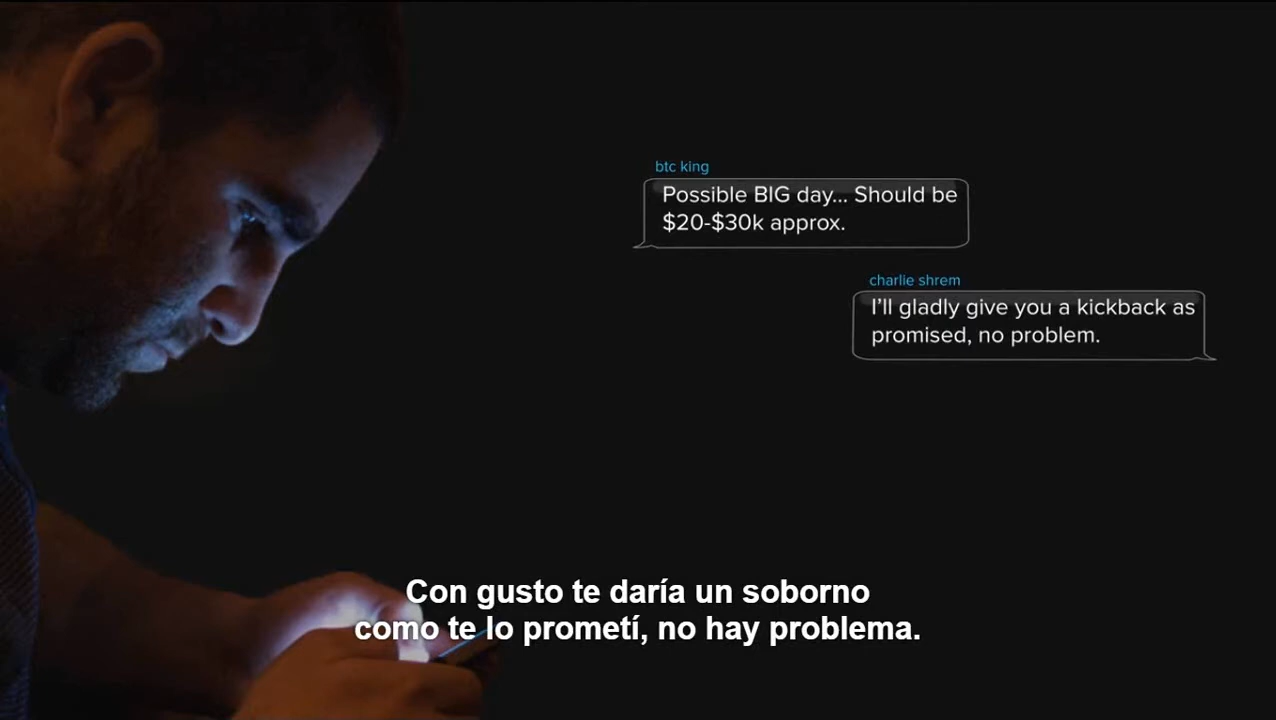 btc king
Possible BIG day... Should be
$20-$30k approx.
charlie shrem
I'll gladly give you a kickback as
promised, no problem.
Con gusto te daría un soborno
como te lo prometí, no hay problema.